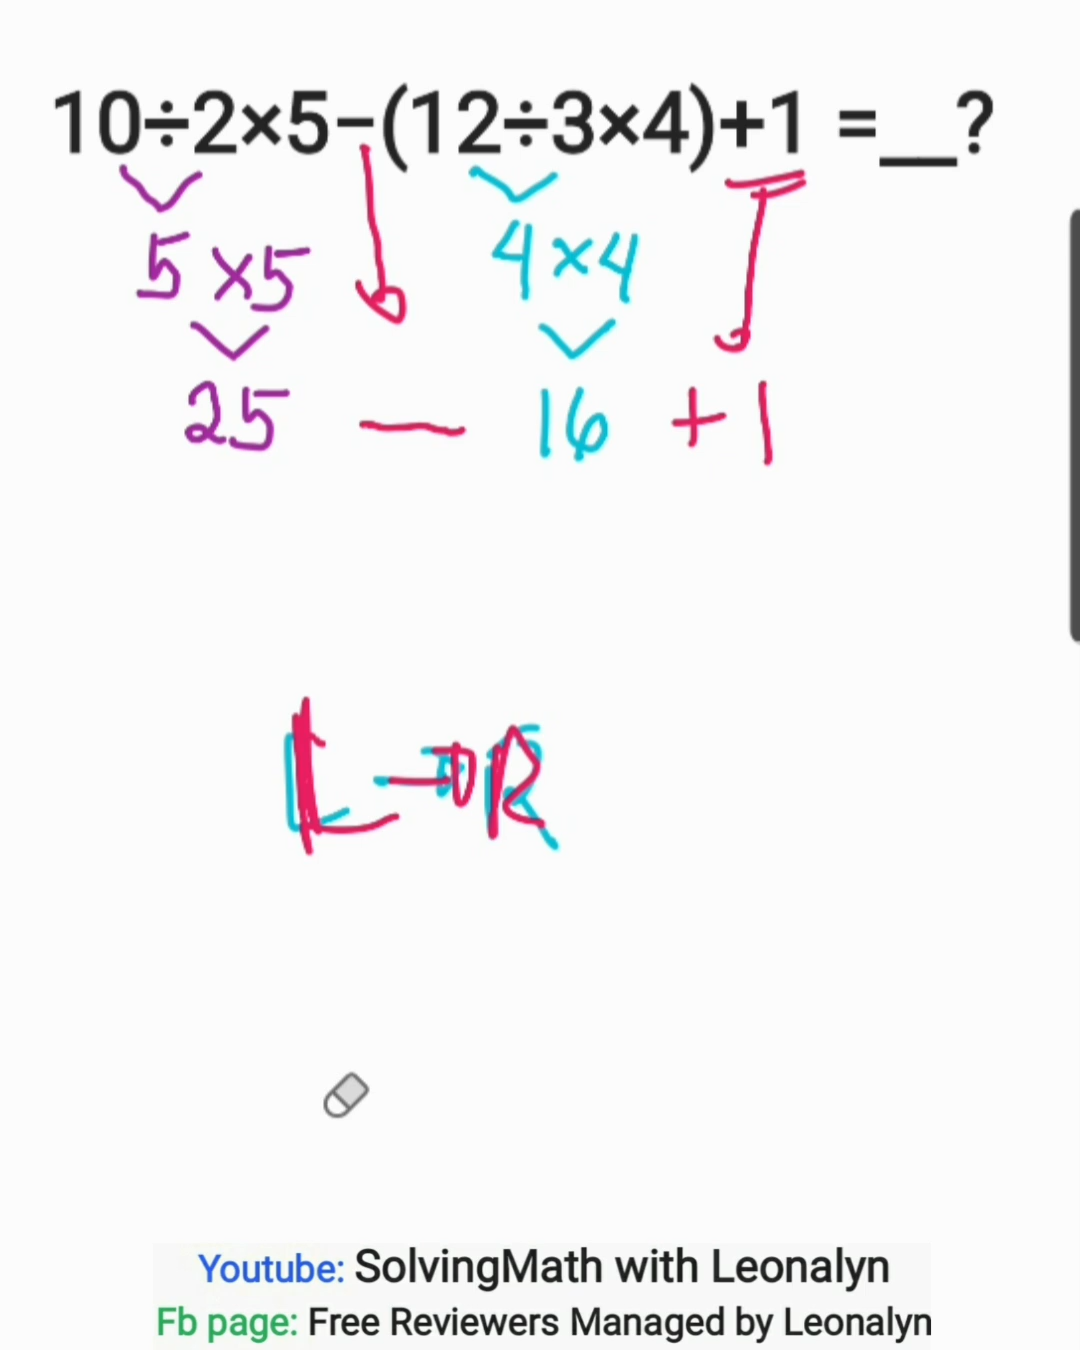 10÷2×5−(12÷3×4)+1 =__?
5×5 4×4
25 — 16 +1
L→R
Youtube: SolvingMath with Leonalyn
Fb page: Free Reviewers Managed by Leonalyn